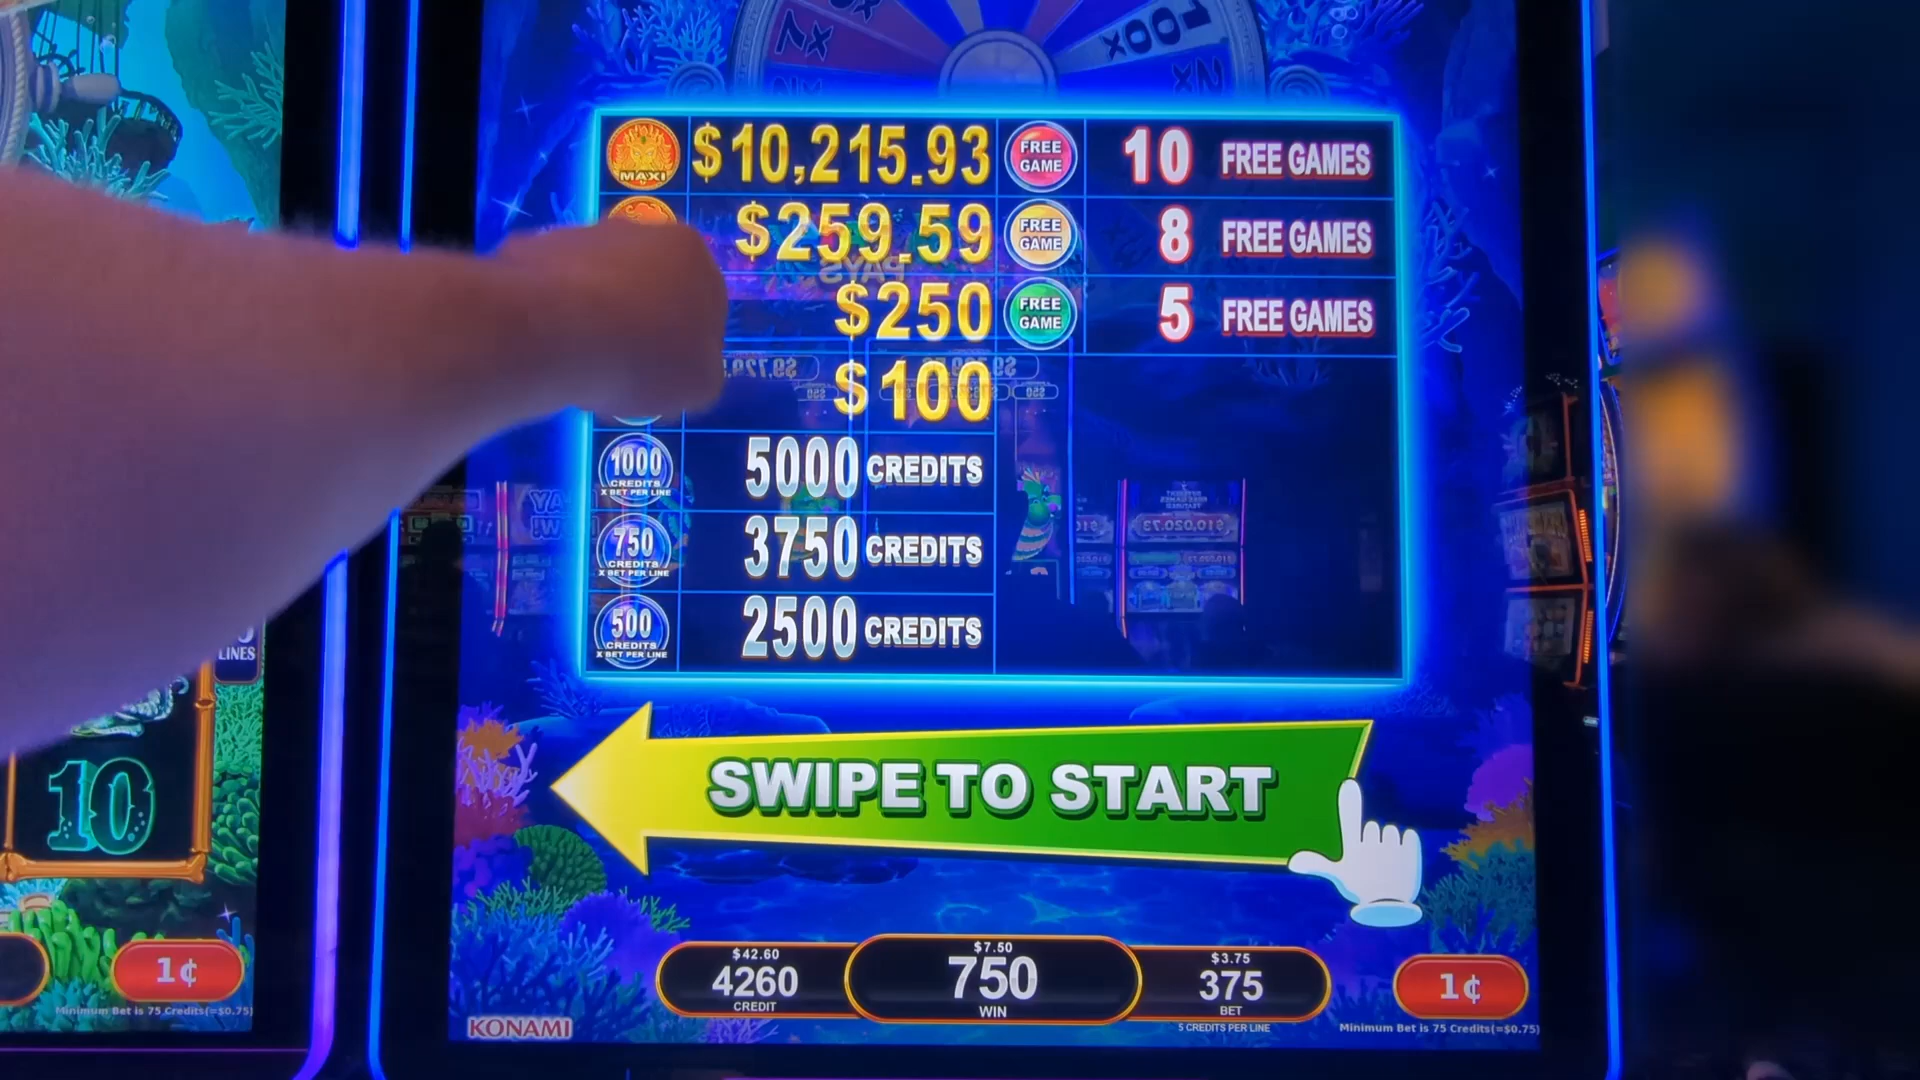 7x
100x
2x
MAXI
$10,215.93
FREE GAME
10 FREE GAMES
$259.59
FREE GAME
8 FREE GAMES
$250
FREE GAME
5 FREE GAMES
$100
1000 CREDITS X BET PER LINE
5000 CREDITS
750 CREDITS X BET PER LINE
3750 CREDITS
500 CREDITS X BET PER LINE
2500 CREDITS
LINES
10
SWIPE TO START
$42.60
4260
CREDIT
$7.50
750
WIN
$3.75
375
BET
5 CREDITS PER LINE
1¢
Minimum Bet is 75 Credits(=$0.75)
KONAMI
1¢
Minimum Bet is 75 Credits(=$0.75)